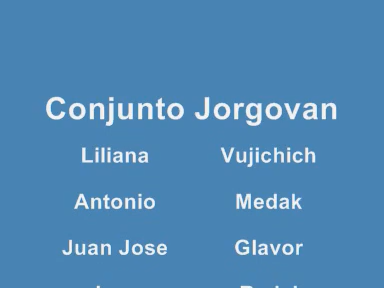 Conjunto Jorgovan
Liliana Vujichich
Antonio Medak
Juan Jose Glavor